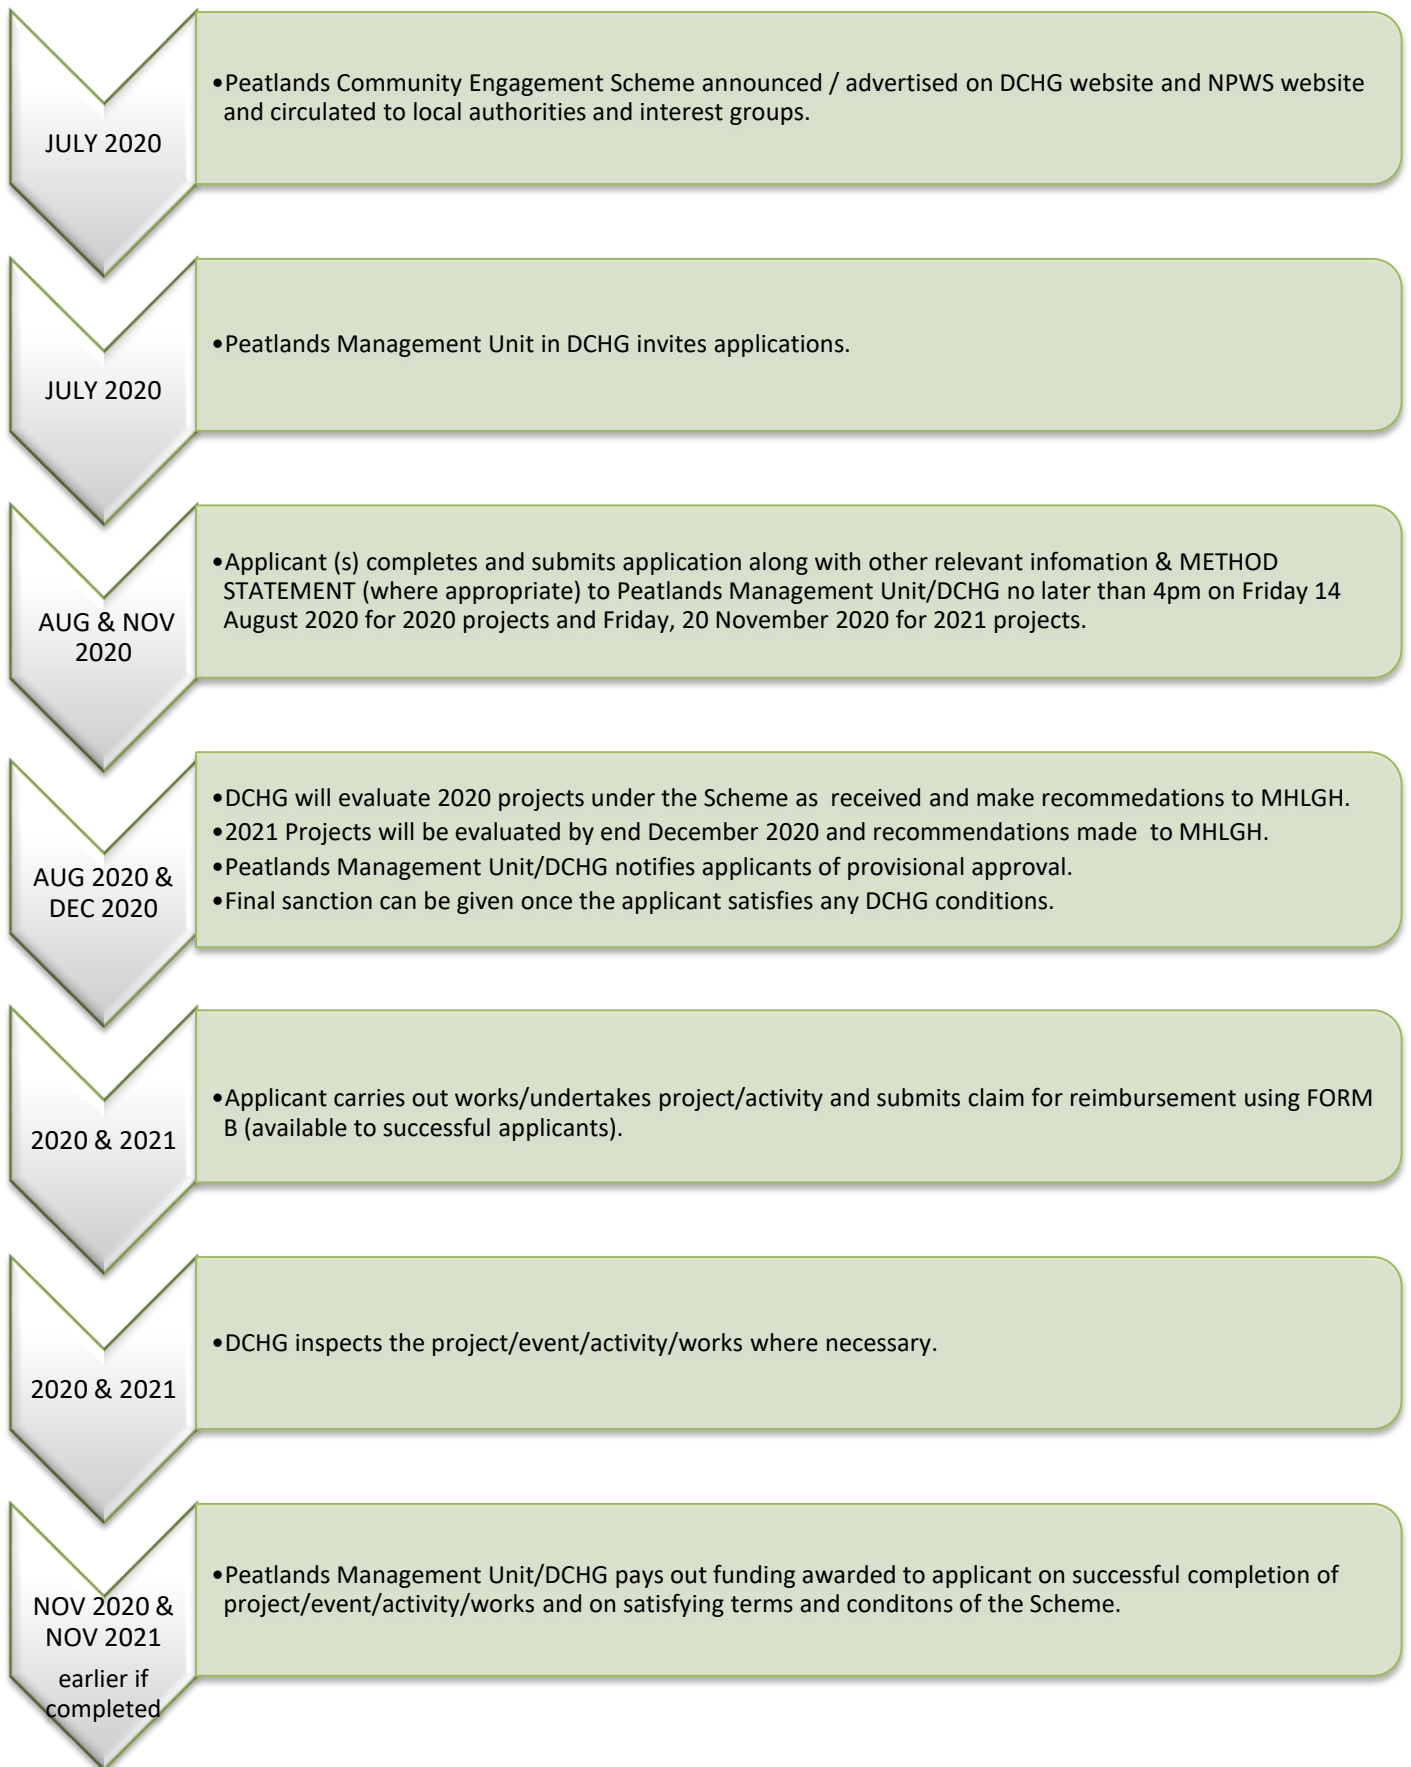 JULY 2020
•Peatlands Community Engagement Scheme announced / advertised on DCHG website and NPWS website
and circulated to local authorities and interest groups.
JULY 2020
•Peatlands Management Unit in DCHG invites applications.
AUG & NOV
2020
•Applicant (s) completes and submits application along with other relevant infomation & METHOD
STATEMENT (where appropriate) to Peatlands Management Unit/DCHG no later than 4pm on Friday 14
August 2020 for 2020 projects and Friday, 20 November 2020 for 2021 projects.
AUG 2020 &
DEC 2020
•DCHG will evaluate 2020 projects under the Scheme as received and make recommedations to MHLGH.
•2021 Projects will be evaluated by end December 2020 and recommendations made to MHLGH.
•Peatlands Management Unit/DCHG notifies applicants of provisional approval.
•Final sanction can be given once the applicant satisfies any DCHG conditions.
2020 & 2021
•Applicant carries out works/undertakes project/activity and submits claim for reimbursement using FORM
B (available to successful applicants).
2020 & 2021
•DCHG inspects the project/event/activity/works where necessary.
NOV 2020 &
NOV 2021
earlier if
completed
•Peatlands Management Unit/DCHG pays out funding awarded to applicant on successful completion of
project/event/activity/works and on satisfying terms and conditons of the Scheme.